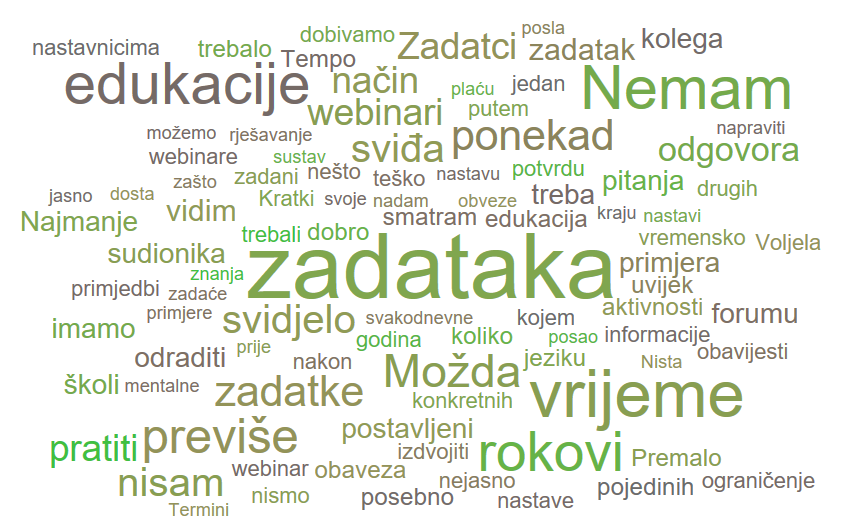 posla
dobivamo
nastavnicima trebalo Zadatci zadatak kolega
Tempo
edukacije način plaću jedan Nemam
webinari putem
možemo rješavanje sviđa ponekad napraviti
webinare sustav odgovora
zašto zadani nešto teško nastavu potvrdu pitanja
jasno dosta Kratki svoje nadam obveze treba drugih
Najmanje vidim smatram edukacija kraju nastavi
sudionika trebali dobro vremensko Voljela
znanja zadataka primjera
primjedbi zadaće uvijek
primjere svidjelo svakodnevne kojem aktivnosti forumu
imamo godina koliko posao informacije
odraditi prije nakon jeziku Nista obavijesti
školi mentalne Možda
zadatke konkretnih vrijeme
previše postavljeni
pratiti izdvojiti rokovi Premalo
nisam webinar obaveza nejasno pojedinih ograničenje
nismo posebno nastave
Termini